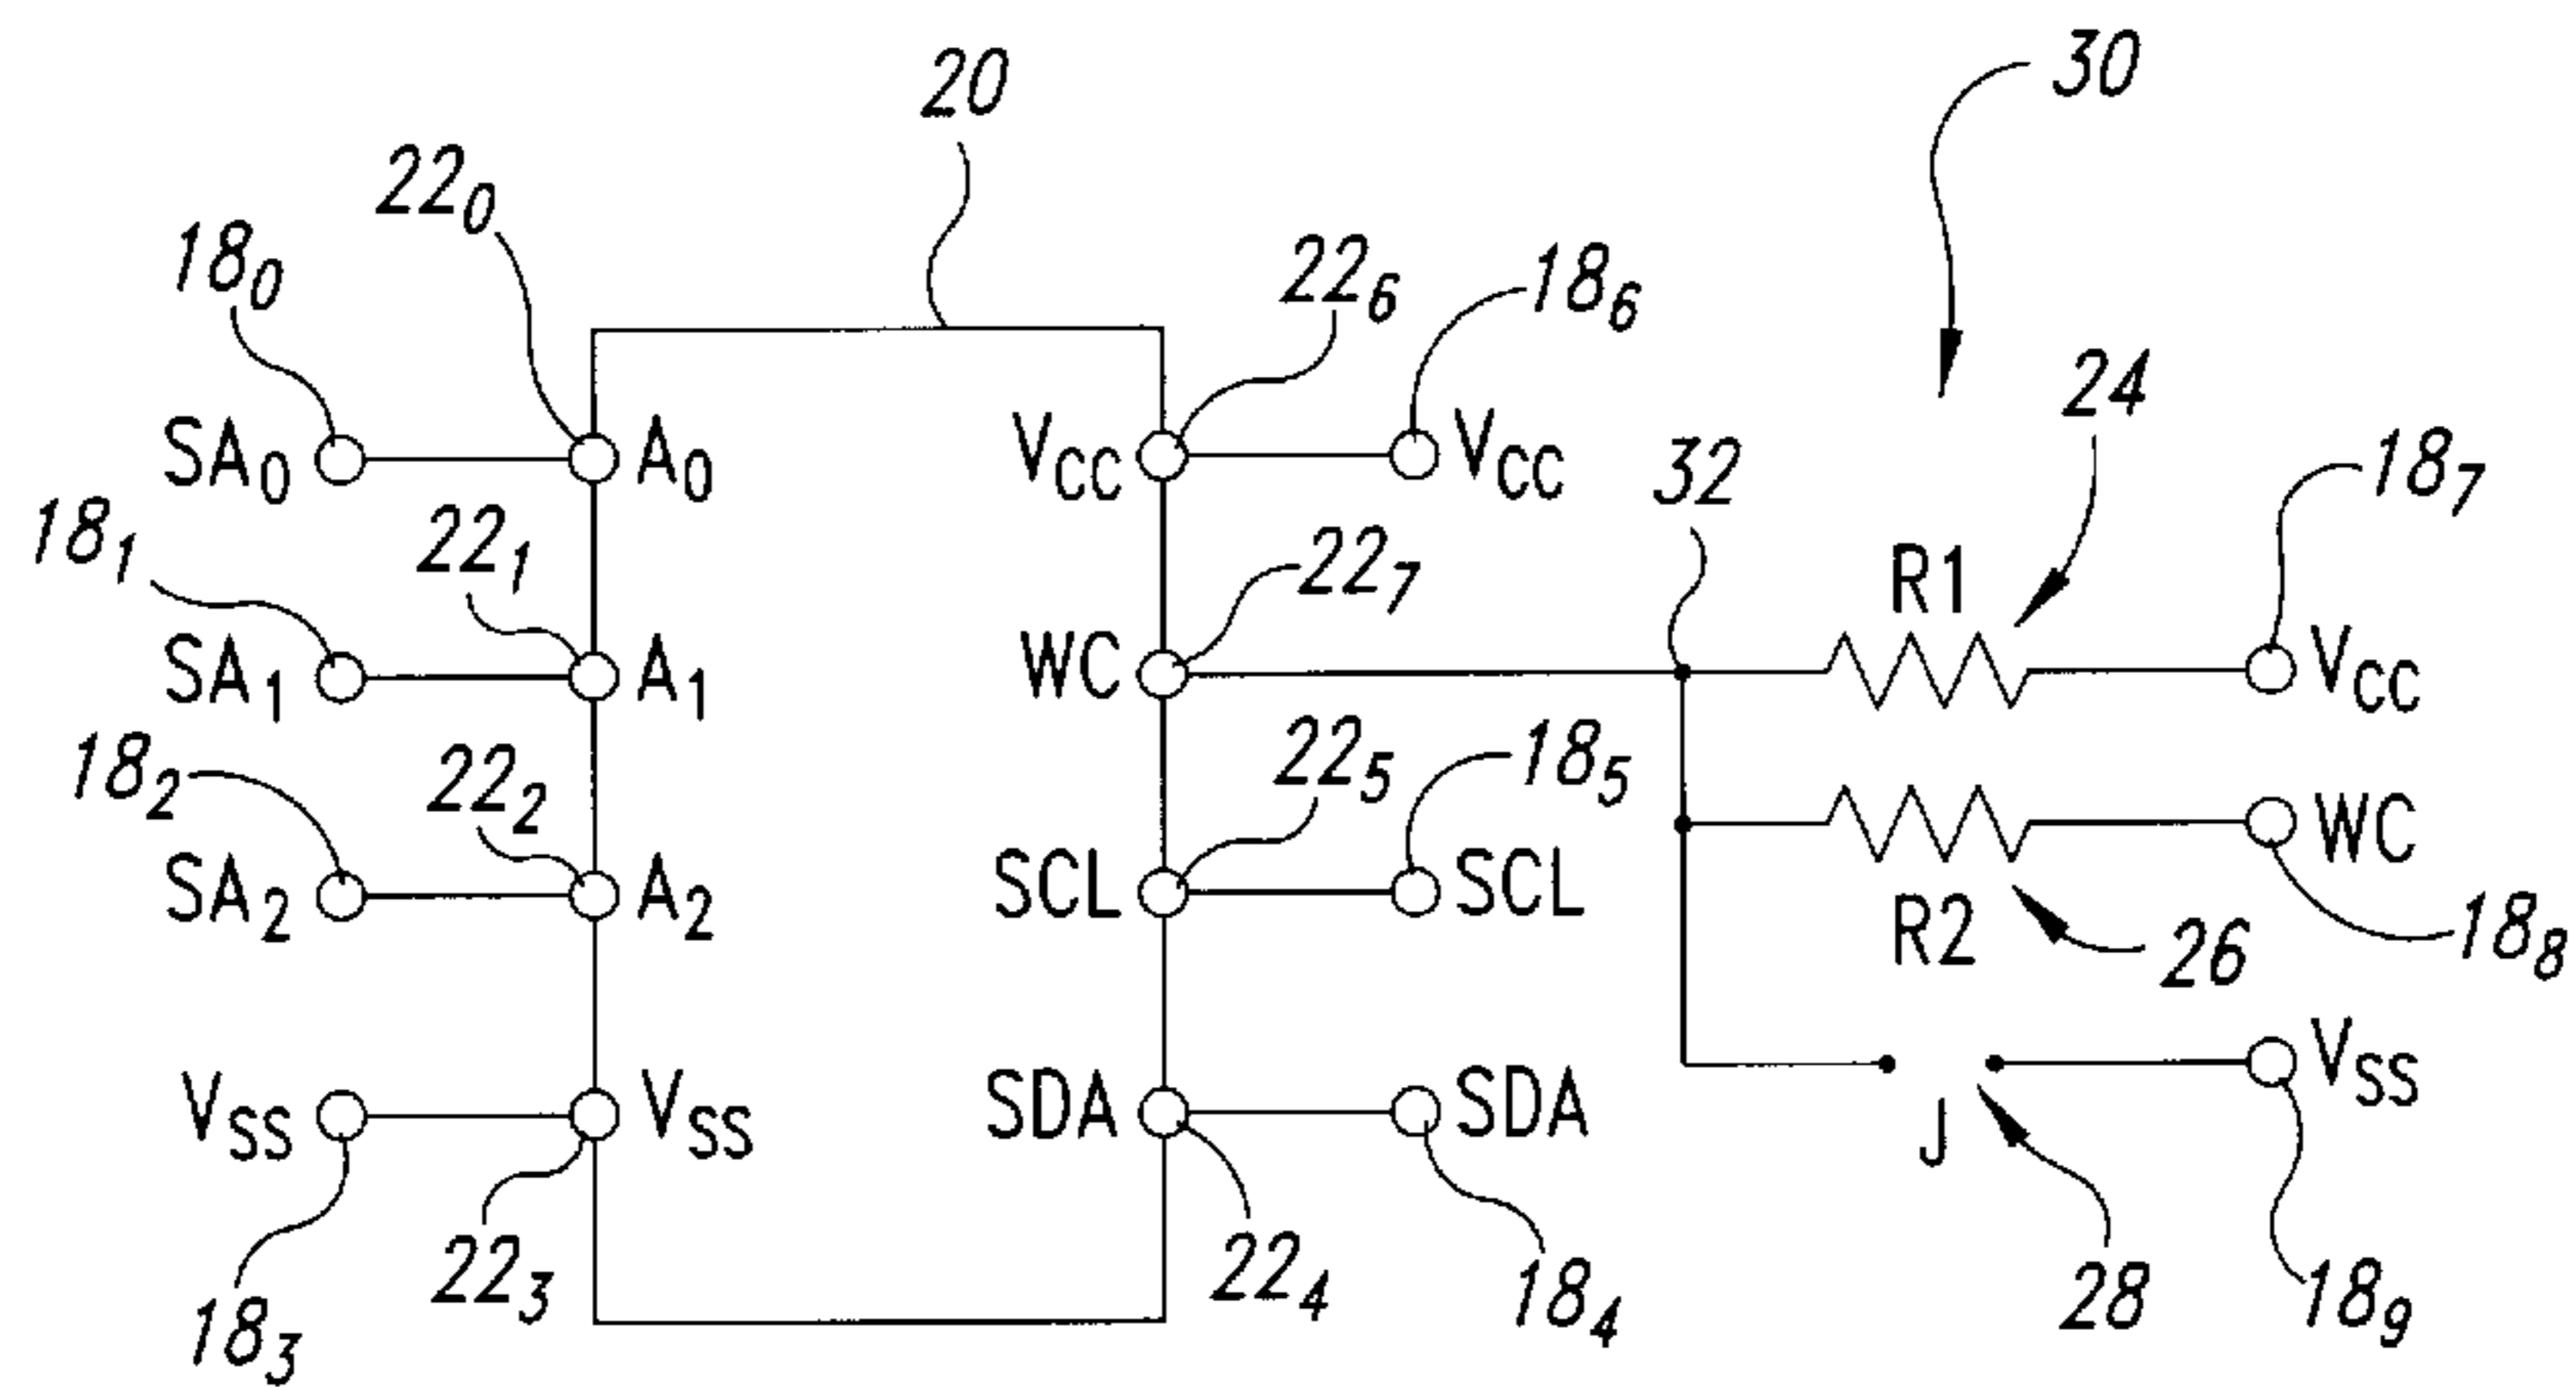 20
30
22₀
18₀
22₆
18₆
24
SA₀
A₀
V_CC
V_CC
32
18₇
18₁
22₁
22₇
R1
SA₁
A₁
WC
V_CC
18₂
22₂
22₅
18₅
WC
SA₂
A₂
SCL
SCL
R2
26
18₈
V_SS
V_SS
SDA
SDA
J
V_SS
18₃
22₃
22₄
18₄
28
18₉